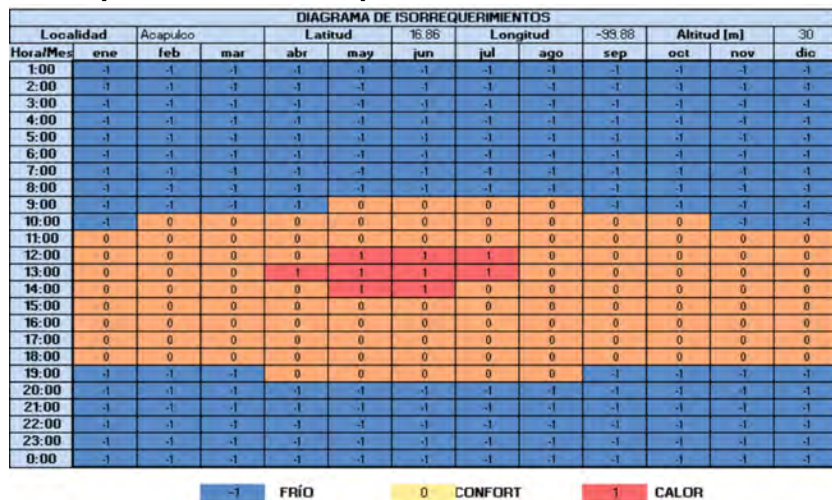 DIAGRAMA DE ISORREQUERIMIENTOS
Localidad Acapulco Latitud 16.86 Longitud -99.88 Altitud [m] 30
Hora/Mes ene feb mar abr may jun jul ago sep oct nov dic
1:00 -1 -1 -1 -1 -1 -1 -1 -1 -1 -1 -1 -1
2:00 -1 -1 -1 -1 -1 -1 -1 -1 -1 -1 -1 -1
3:00 -1 -1 -1 -1 -1 -1 -1 -1 -1 -1 -1 -1
4:00 -1 -1 -1 -1 -1 -1 -1 -1 -1 -1 -1 -1
5:00 -1 -1 -1 -1 -1 -1 -1 -1 -1 -1 -1 -1
6:00 -1 -1 -1 -1 -1 -1 -1 -1 -1 -1 -1 -1
7:00 -1 -1 -1 -1 -1 -1 -1 -1 -1 -1 -1 -1
8:00 -1 -1 -1 -1 -1 -1 -1 -1 -1 -1 -1 -1
9:00 -1 -1 -1 -1 0 0 0 0 -1 -1 -1 -1
10:00 -1 0 0 0 0 0 0 0 0 0 -1 -1
11:00 0 0 0 0 0 0 0 0 0 0 0 0
12:00 0 0 0 0 1 1 1 0 0 0 0 0
13:00 0 0 0 1 1 1 1 0 0 0 0 0
14:00 0 0 0 0 1 1 0 0 0 0 0 0
15:00 0 0 0 0 0 0 0 0 0 0 0 0
16:00 0 0 0 0 0 0 0 0 0 0 0 0
17:00 0 0 0 0 0 0 0 0 0 0 0 0
18:00 0 0 0 0 0 0 0 0 0 0 0 0
19:00 -1 -1 -1 0 0 0 0 0 -1 -1 -1 -1
20:00 -1 -1 -1 -1 -1 -1 -1 -1 -1 -1 -1 -1
21:00 -1 -1 -1 -1 -1 -1 -1 -1 -1 -1 -1 -1
22:00 -1 -1 -1 -1 -1 -1 -1 -1 -1 -1 -1 -1
23:00 -1 -1 -1 -1 -1 -1 -1 -1 -1 -1 -1 -1
0:00 -1 -1 -1 -1 -1 -1 -1 -1 -1 -1 -1 -1
-1 FRÍO 0 CONFORT 1 CALOR